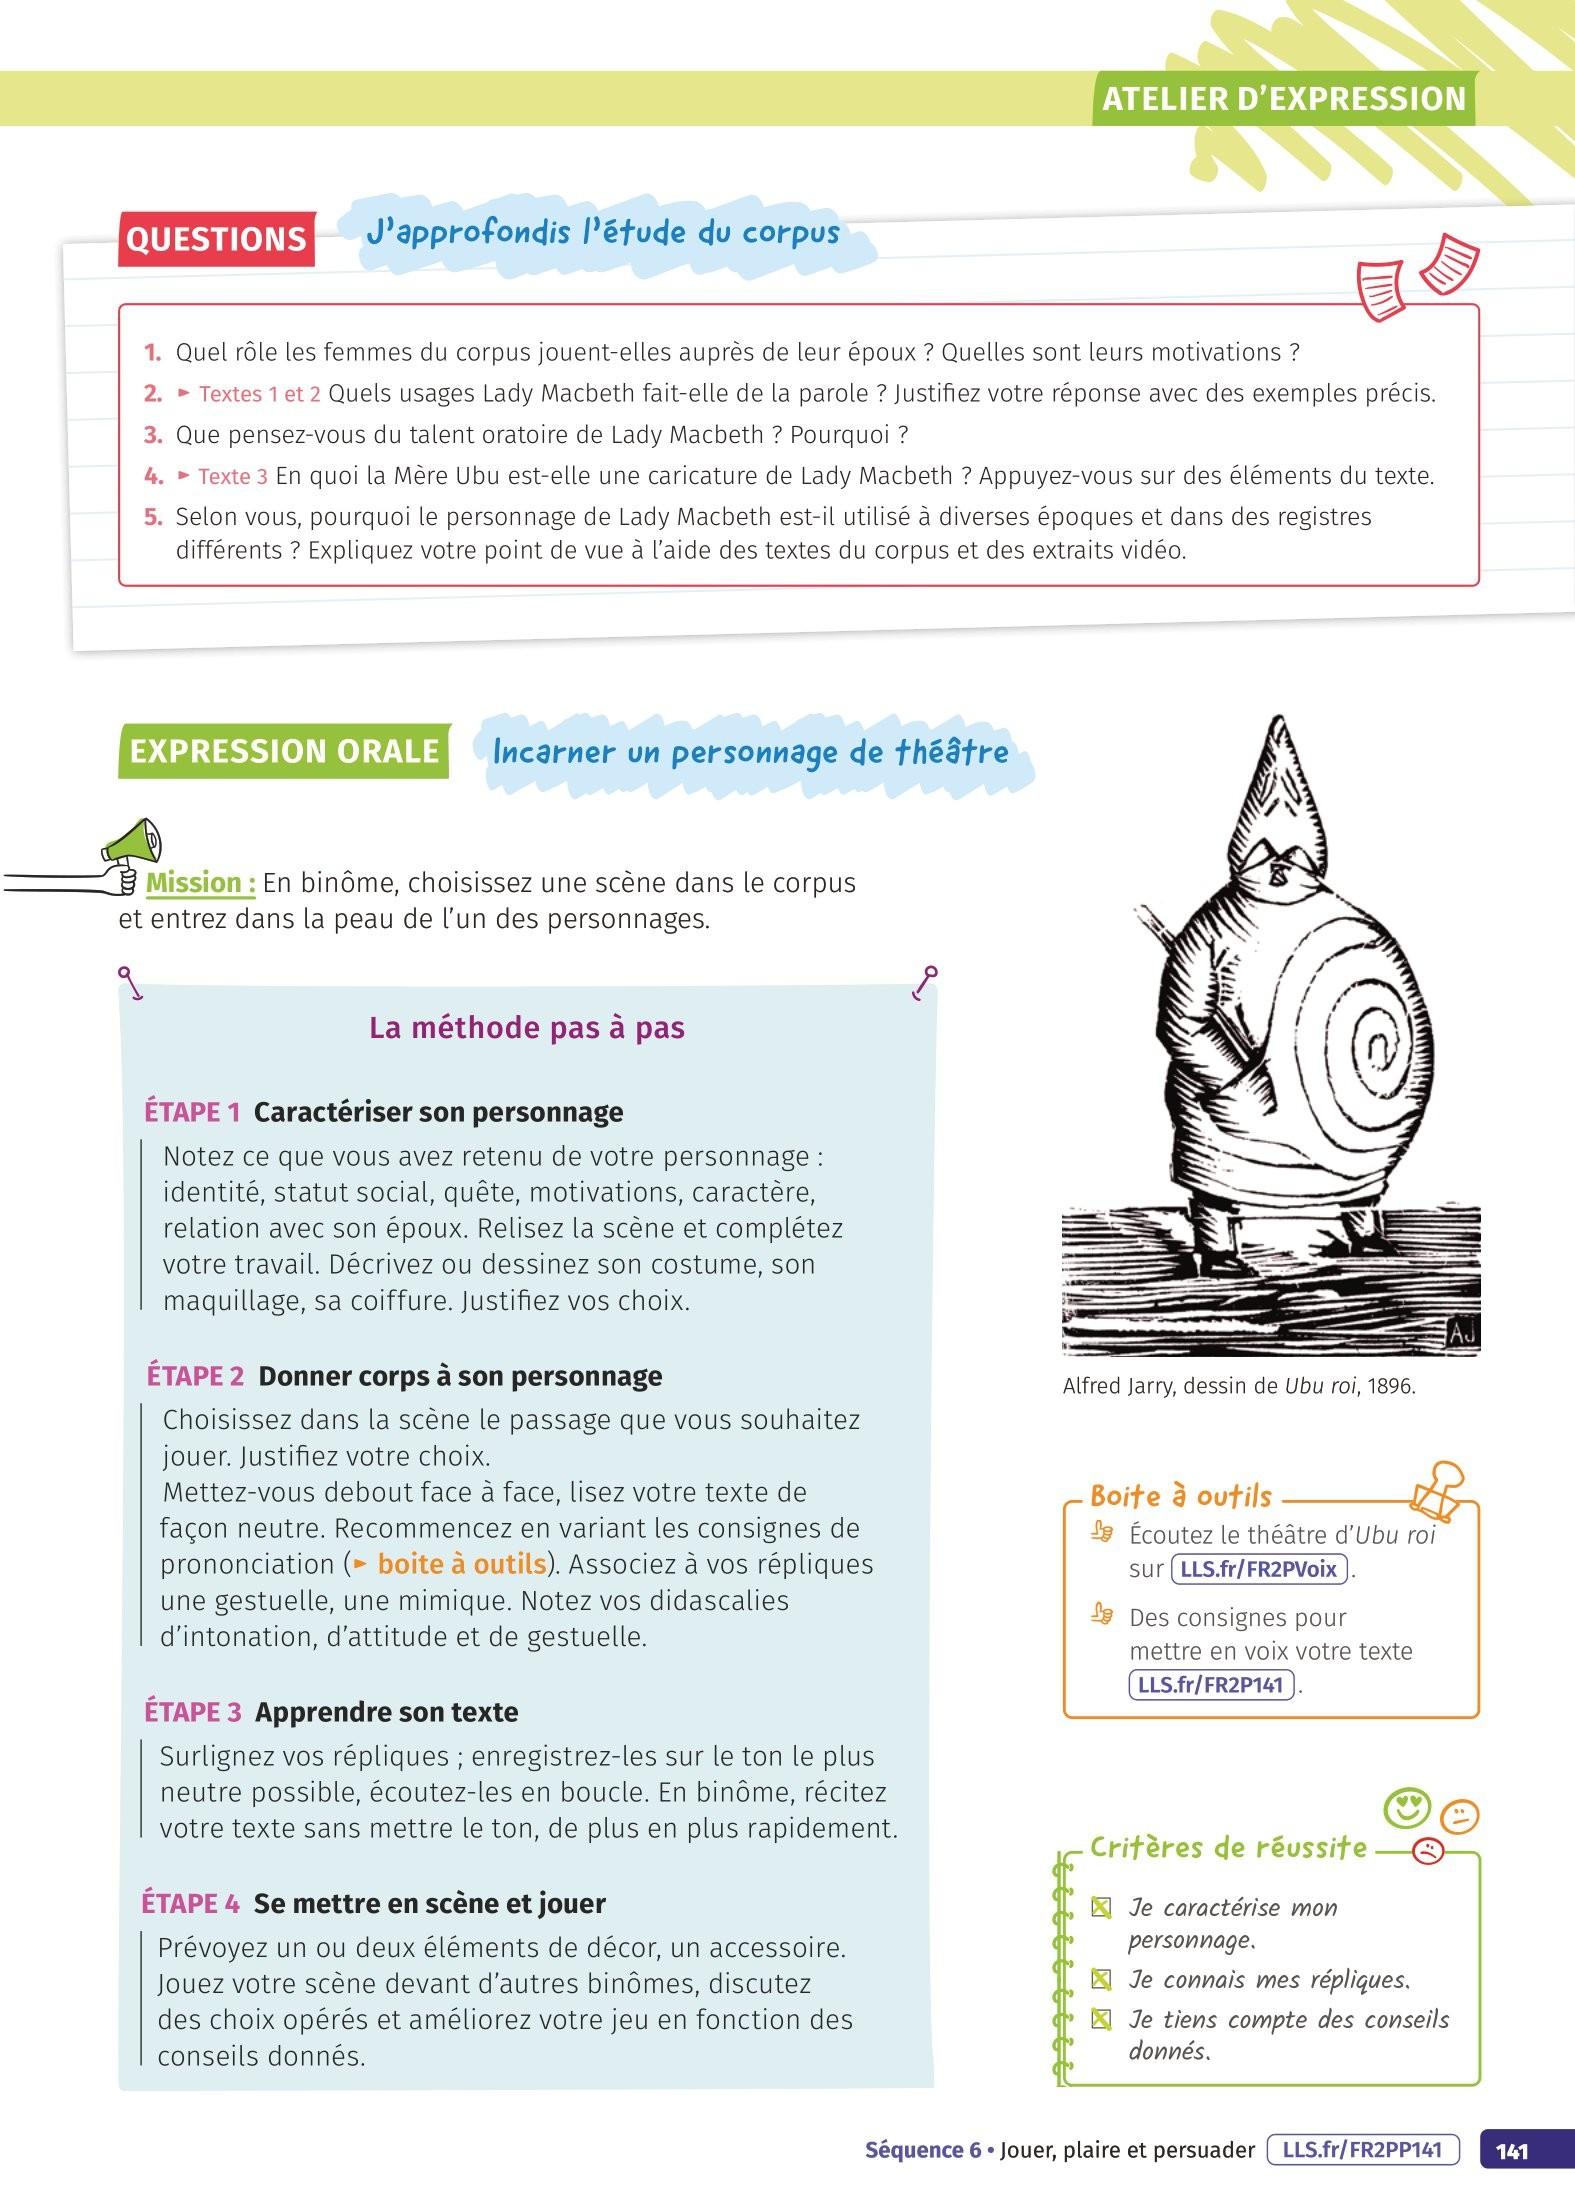 ATELIER D'EXPRESSION
QUESTIONS
J'approfondis l'étude du corpus
1. Quel rôle les femmes du corpus jouent-elles auprès de leur époux ? Quelles sont leurs motivations ?
2. ► Textes 1 et 2 Quels usages Lady Macbeth fait-elle de la parole ? Justifiez votre réponse avec des exemples précis.
3. Que pensez-vous du talent oratoire de Lady Macbeth ? Pourquoi ?
4. ► Texte 3 En quoi la Mère Ubu est-elle une caricature de Lady Macbeth ? Appuyez-vous sur des éléments du texte.
5. Selon vous, pourquoi le personnage de Lady Macbeth est-il utilisé à diverses époques et dans des registres
différents ? Expliquez votre point de vue à l'aide des textes du corpus et des extraits vidéo.
EXPRESSION ORALE
Incarner un personnage de théâtre
Mission : En binôme, choisissez une scène dans le corpus
et entrez dans la peau de l'un des personnages.
La méthode pas à pas
ÉTAPE 1 Caractériser son personnage
Notez ce que vous avez retenu de votre personnage :
identité, statut social, quête, motivations, caractère,
relation avec son époux. Relisez la scène et complétez
votre travail. Décrivez ou dessinez son costume, son
maquillage, sa coiffure. Justifiez vos choix.
ÉTAPE 2 Donner corps à son personnage
Choisissez dans la scène le passage que vous souhaitez
jouer. Justifiez votre choix.
Mettez-vous debout face à face, lisez votre texte de
façon neutre. Recommencez en variant les consignes de
prononciation (► boite à outils). Associez à vos répliques
une gestuelle, une mimique. Notez vos didascalies
d'intonation, d'attitude et de gestuelle.
ÉTAPE 3 Apprendre son texte
Surlignez vos répliques ; enregistrez-les sur le ton le plus
neutre possible, écoutez-les en boucle. En binôme, récitez
votre texte sans mettre le ton, de plus en plus rapidement.
ÉTAPE 4 Se mettre en scène et jouer
Prévoyez un ou deux éléments de décor, un accessoire.
Jouez votre scène devant d'autres binômes, discutez
des choix opérés et améliorez votre jeu en fonction des
conseils donnés.
AJ
Alfred Jarry, dessin de Ubu roi, 1896.
Boite à outils
Écoutez le théâtre d'Ubu roi
sur LLS.fr/FR2PVoix .
Des consignes pour
mettre en voix votre texte
LLS.fr/FR2P141 .
Critères de réussite
Je caractérise mon
personnage.
Je connais mes répliques.
Je tiens compte des conseils
donnés.
Séquence 6 • Jouer, plaire et persuader LLS.fr/FR2PP141 141